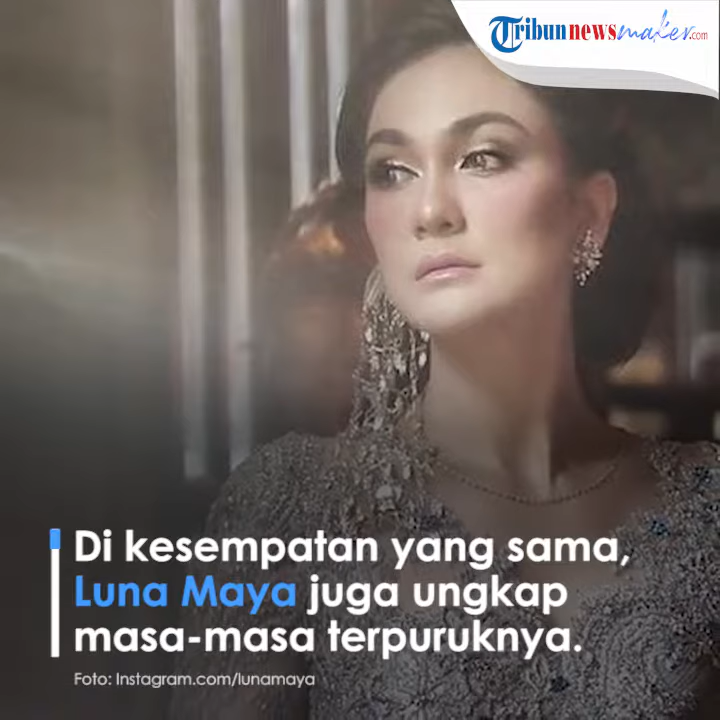 Tribunnewsmaker.com
Di kesempatan yang sama,
Luna Maya juga ungkap
masa-masa terpuruknya.
Foto: Instagram.com/lunamaya